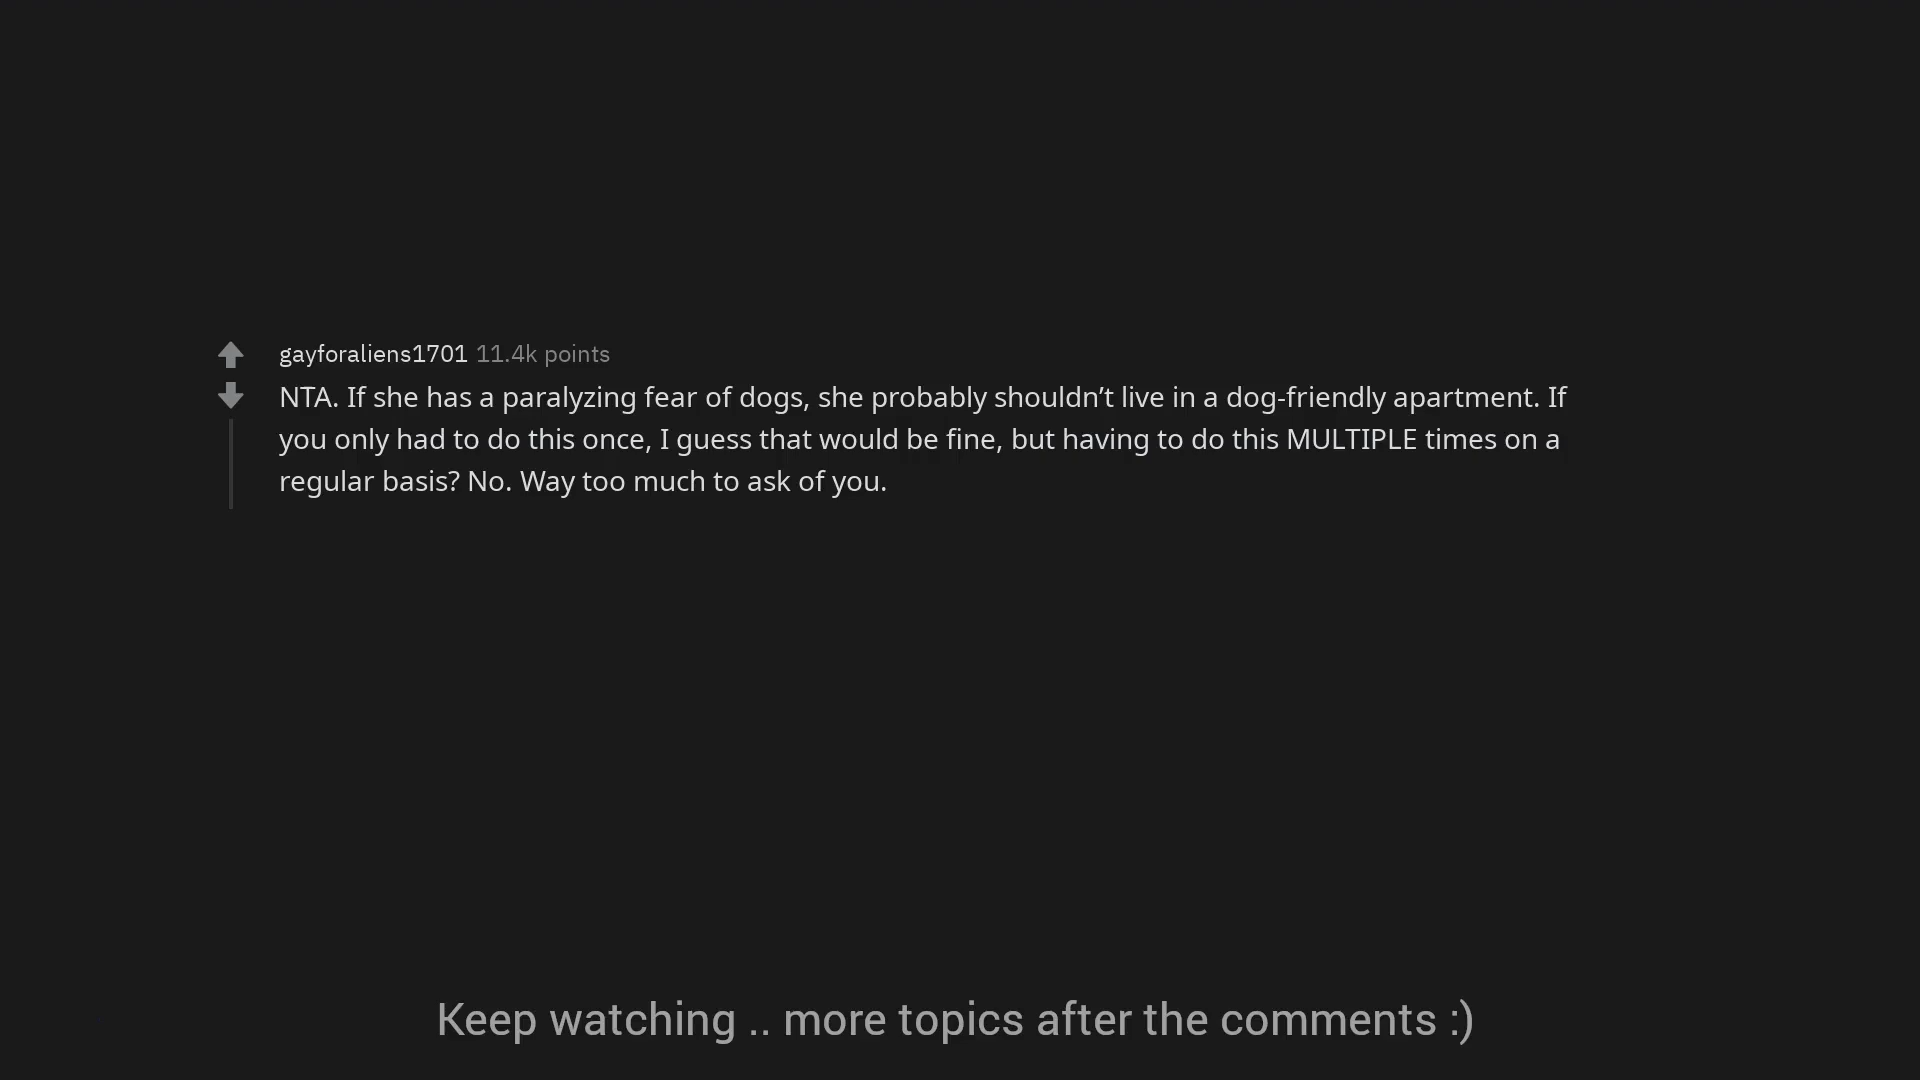 gayforaliens1701 11.4k points
NTA. If she has a paralyzing fear of dogs, she probably shouldn’t live in a dog-friendly apartment. If
you only had to do this once, I guess that would be fine, but having to do this MULTIPLE times on a
regular basis? No. Way too much to ask of you.
Keep watching .. more topics after the comments :)